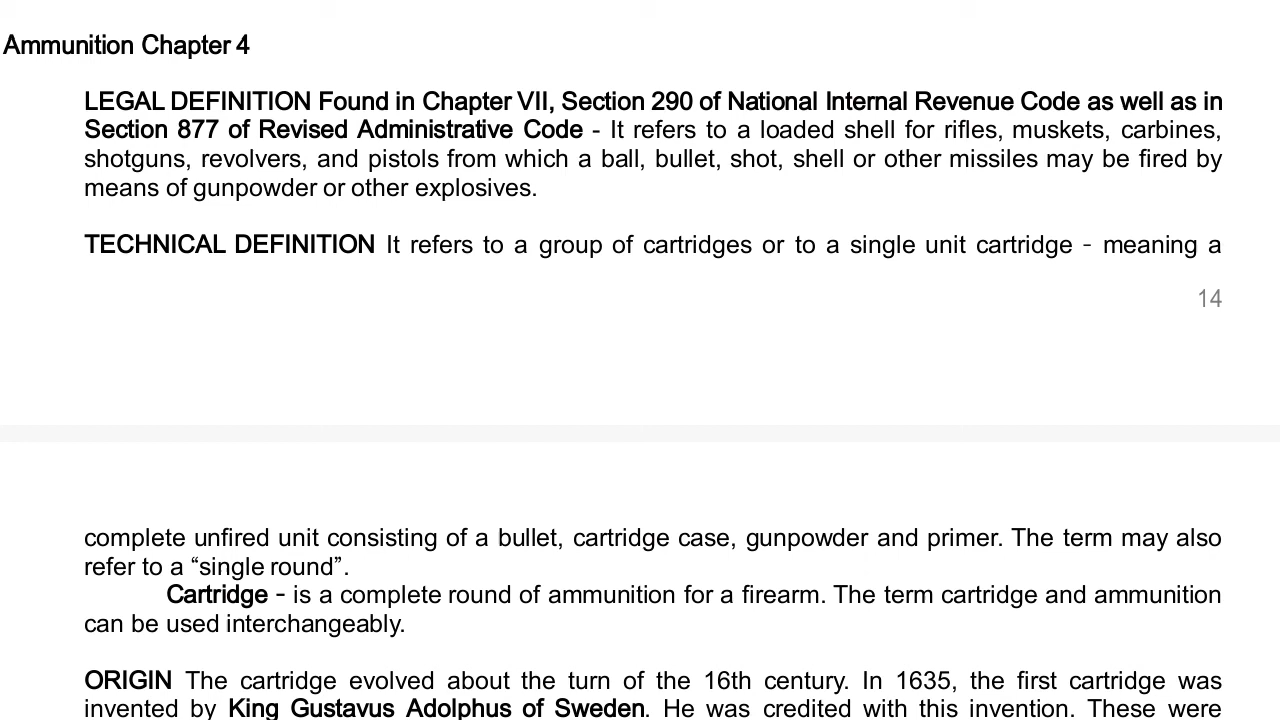 Ammunition Chapter 4
LEGAL DEFINITION Found in Chapter VII, Section 290 of National Internal Revenue Code as well as in
Section 877 of Revised Administrative Code - It refers to a loaded shell for rifles, muskets, carbines,
shotguns, revolvers, and pistols from which a ball, bullet, shot, shell or other missiles may be fired by
means of gunpowder or other explosives.
TECHNICAL DEFINITION It refers to a group of cartridges or to a single unit cartridge - meaning a
14
complete unfired unit consisting of a bullet, cartridge case, gunpowder and primer. The term may also
refer to a “single round”.
Cartridge - is a complete round of ammunition for a firearm. The term cartridge and ammunition
can be used interchangeably.
ORIGIN The cartridge evolved about the turn of the 16th century. In 1635, the first cartridge was
invented by King Gustavus Adolphus of Sweden. He was credited with this invention. These were